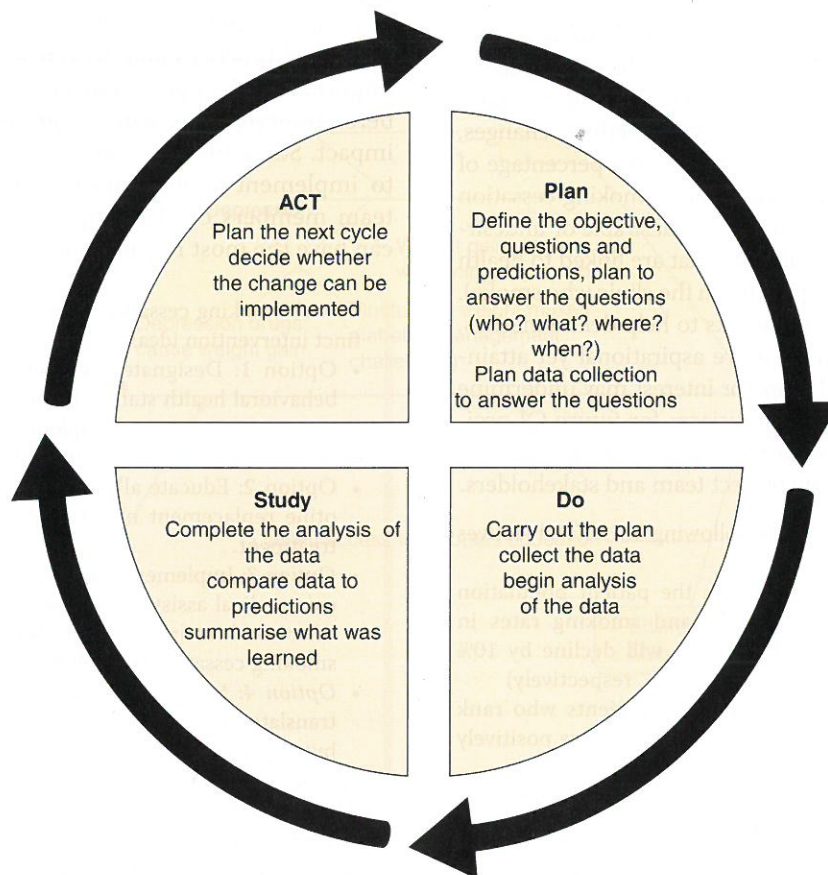 ACT
Plan the next cycle
decide whether
the change can be
implemented
Plan
Define the objective,
questions and
predictions, plan to
answer the questions
(who? what? where?
when?)
Plan data collection
to answer the questions
Study
Complete the analysis of
the data
compare data to
predictions
summarise what was
learned
Do
Carry out the plan
collect the data
begin analysis
of the data